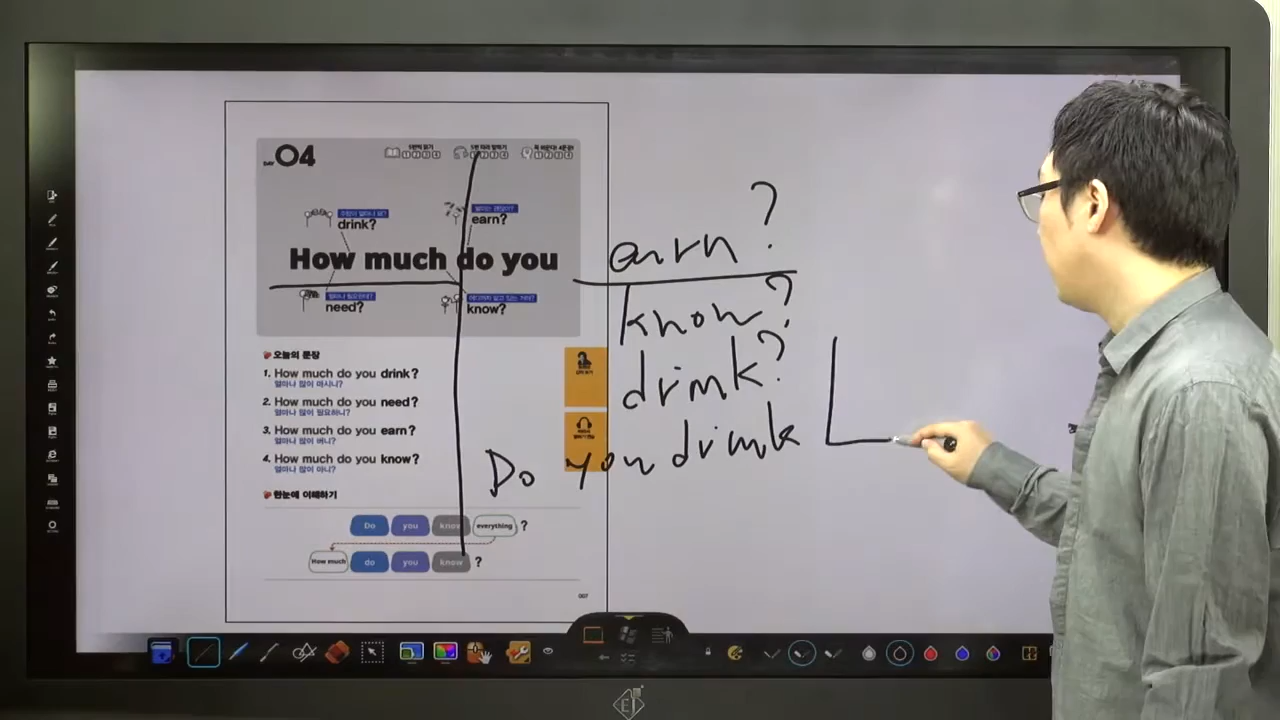 DAY 04
drink?
earn?
How much do you
need?
know?
오늘의 문장
1. How much do you drink?
얼마나 많이 마시니?
2. How much do you need?
얼마나 많이 필요하니?
3. How much do you earn?
얼마나 많이 버니?
4. How much do you know?
얼마나 많이 아니?
한눈에 이해하기
Do you know everything ?
How much do you know ?
007
earn?
know?
drink?
Do you drink